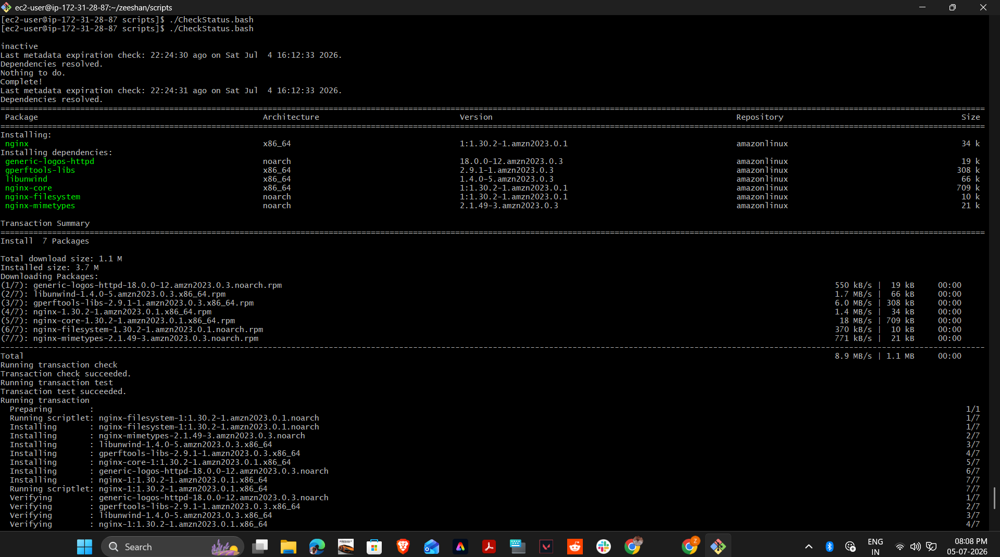 ec2-user@ip-172-31-28-87:~/zeeshan/scripts
[ec2-user@ip-172-31-28-87 scripts]$ ./CheckStatus.bash
[ec2-user@ip-172-31-28-87 scripts]$ ./CheckStatus.bash
inactive
Last metadata expiration check: 22:24:30 ago on Sat Jul  4 16:12:33 2026.
Dependencies resolved.
Nothing to do.
Complete!
Last metadata expiration check: 22:24:31 ago on Sat Jul  4 16:12:33 2026.
Dependencies resolved.
Package Architecture Version Repository Size
Installing:
nginx x86_64 1:1.30.2-1.amzn2023.0.1 amazonlinux 34 k
Installing dependencies:
generic-logos-httpd noarch 18.0.0-12.amzn2023.0.3 amazonlinux 19 k
gperftools-libs x86_64 2.9.1-1.amzn2023.0.3 amazonlinux 308 k
libunwind x86_64 1.4.0-5.amzn2023.0.3 amazonlinux 66 k
nginx-core x86_64 1:1.30.2-1.amzn2023.0.1 amazonlinux 709 k
nginx-filesystem noarch 1:1.30.2-1.amzn2023.0.1 amazonlinux 10 k
nginx-mimetypes noarch 2.1.49-3.amzn2023.0.3 amazonlinux 21 k
Transaction Summary
Install  7 Packages
Total download size: 1.1 M
Installed size: 3.7 M
Downloading Packages:
(1/7): generic-logos-httpd-18.0.0-12.amzn2023.0.3.noarch.rpm 550 kB/s |  19 kB 00:00
(2/7): libunwind-1.4.0-5.amzn2023.0.3.x86_64.rpm 1.7 MB/s |  66 kB 00:00
(3/7): gperftools-libs-2.9.1-1.amzn2023.0.3.x86_64.rpm 6.0 MB/s | 308 kB 00:00
(4/7): nginx-1.30.2-1.amzn2023.0.1.x86_64.rpm 1.4 MB/s |  34 kB 00:00
(5/7): nginx-core-1.30.2-1.amzn2023.0.1.x86_64.rpm 18 MB/s | 709 kB 00:00
(6/7): nginx-filesystem-1.30.2-1.amzn2023.0.1.noarch.rpm 370 kB/s |  10 kB 00:00
(7/7): nginx-mimetypes-2.1.49-3.amzn2023.0.3.noarch.rpm 771 kB/s |  21 kB 00:00
Total 8.9 MB/s | 1.1 MB 00:00
Running transaction check
Transaction check succeeded.
Running transaction test
Transaction test succeeded.
Running transaction
Preparing : 1/1
Running scriptlet: nginx-filesystem-1:1.30.2-1.amzn2023.0.1.noarch 1/7
Installing : nginx-filesystem-1:1.30.2-1.amzn2023.0.1.noarch 1/7
Installing : nginx-mimetypes-2.1.49-3.amzn2023.0.3.noarch 2/7
Installing : libunwind-1.4.0-5.amzn2023.0.3.x86_64 3/7
Installing : gperftools-libs-2.9.1-1.amzn2023.0.3.x86_64 4/7
Installing : nginx-core-1:1.30.2-1.amzn2023.0.1.x86_64 5/7
Installing : generic-logos-httpd-18.0.0-12.amzn2023.0.3.noarch 6/7
Installing : nginx-1:1.30.2-1.amzn2023.0.1.x86_64 7/7
Running scriptlet: nginx-1:1.30.2-1.amzn2023.0.1.x86_64 7/7
Verifying : generic-logos-httpd-18.0.0-12.amzn2023.0.3.noarch 1/7
Verifying : gperftools-libs-2.9.1-1.amzn2023.0.3.x86_64 2/7
Verifying : libunwind-1.4.0-5.amzn2023.0.3.x86_64 3/7
Verifying : nginx-1:1.30.2-1.amzn2023.0.1.x86_64 4/7
Search
Z
ENG
IN
08:08 PM
05-07-2026